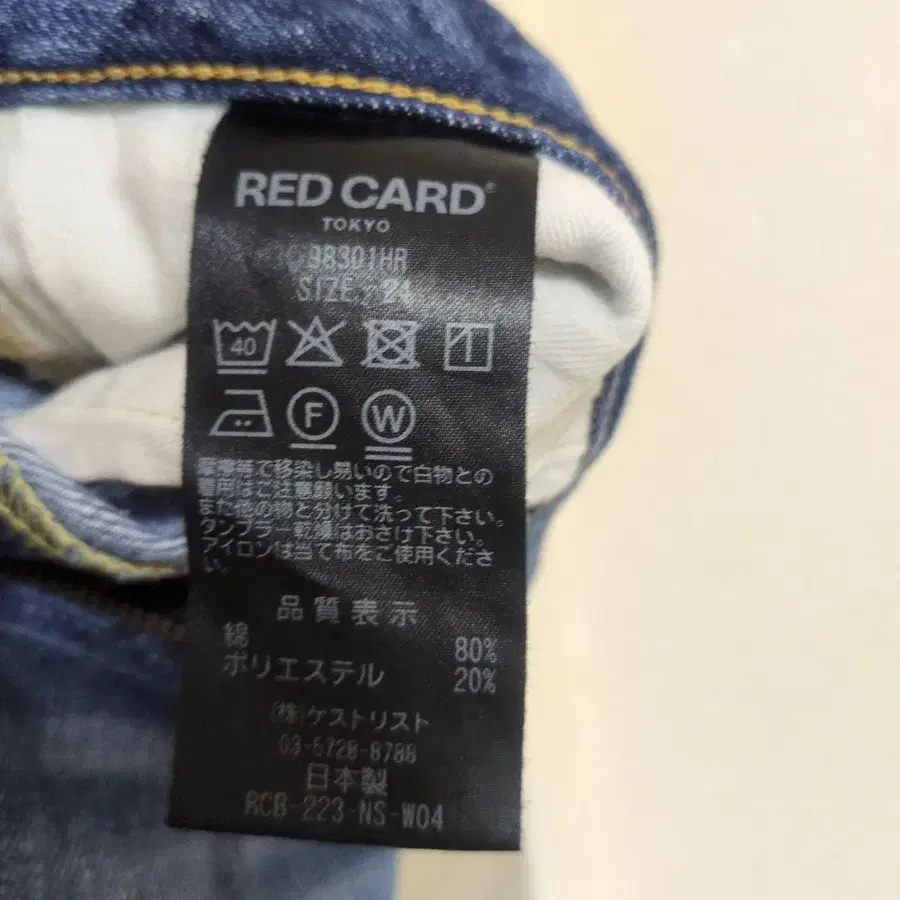 RED CARD®
TOKYO
98301HR
SIZE: 24
40
F
W
摩擦等で移染し易いので白物との
着用はご注意願います。
また他の物と分けて洗って下さい。
タンブラー乾燥はおさけ下さい。
アイロンは当て布をご使用くださ
い。
品質表示
綿 80%
ポリエステル 20%
(株)ケストリスト
03-5728-8788
日本製
RCB-223-NS-W04